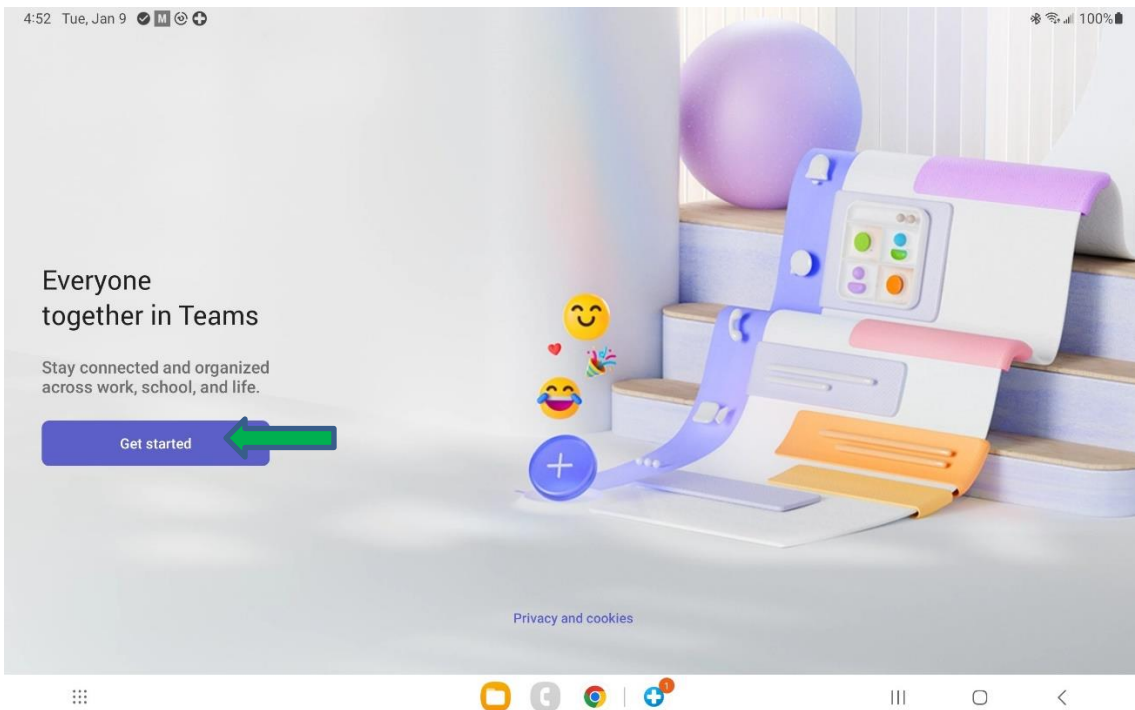 4:52 Tue, Jan 9 M 100%
Everyone
together in Teams
Stay connected and organized
across work, school, and life.
Get started
Privacy and cookies
1